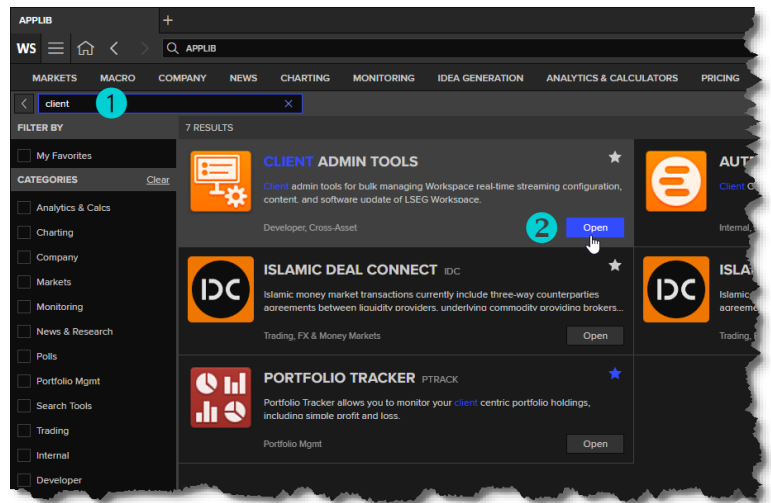 APPLIB
+
WS
APPLIB
MARKETS MACRO COMPANY NEWS CHARTING MONITORING IDEA GENERATION ANALYTICS & CALCULATORS PRICING
client
1
FILTER BY
My Favorites
CATEGORIES Clear
Analytics & Calcs
Charting
Company
Markets
Monitoring
News & Research
Polls
Portfolio Mgmt
Search Tools
Trading
Internal
Developer
7 RESULTS
CLIENT ADMIN TOOLS
Client admin tools for bulk managing Workspace real-time streaming configuration,
content, and software update of LSEG Workspace.
Developer, Cross-Asset
2
Open
ISLAMIC DEAL CONNECT IDC
Islamic money market transactions currently include three-way counterparties
agreements between liquidity providers, underlying commodity providing brokers...
Trading, FX & Money Markets
Open
PORTFOLIO TRACKER PTRACK
Portfolio Tracker allows you to monitor your client centric portfolio holdings,
including simple profit and loss.
Portfolio Mgmt
Open
Client
Internal,
Islamic
Trading,